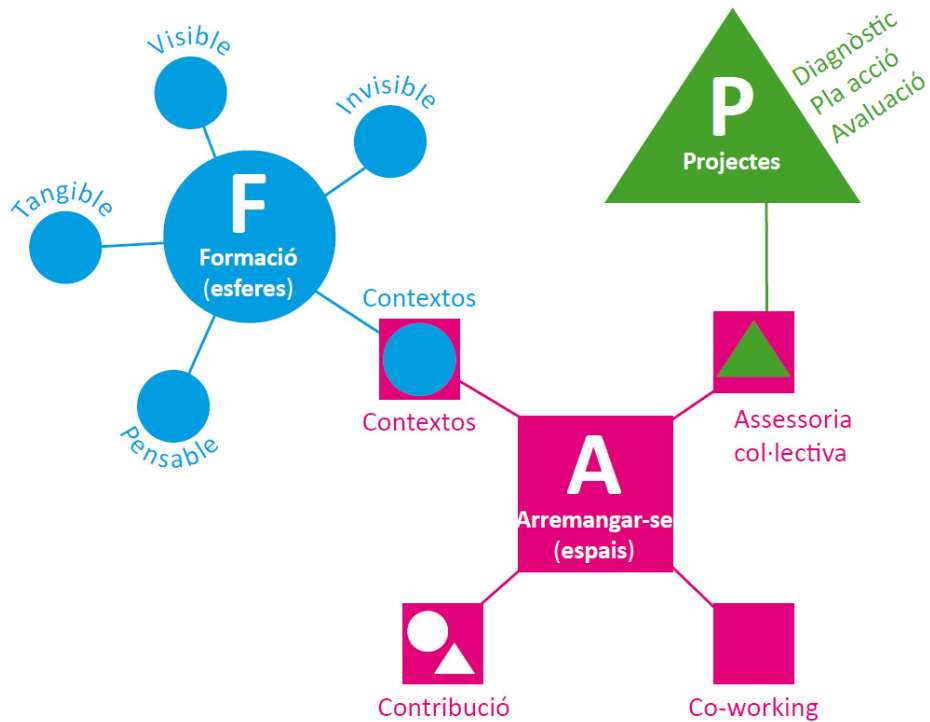 Visible
Invisible
Tangible
Pensable
F
Formació
(esferes)
Contextos
Contextos
P
Projectes
Diagnòstic
Pla acció
Avaluació
Assessoria
col·lectiva
A
Arremangar-se
(espais)
Contribució
Co-working